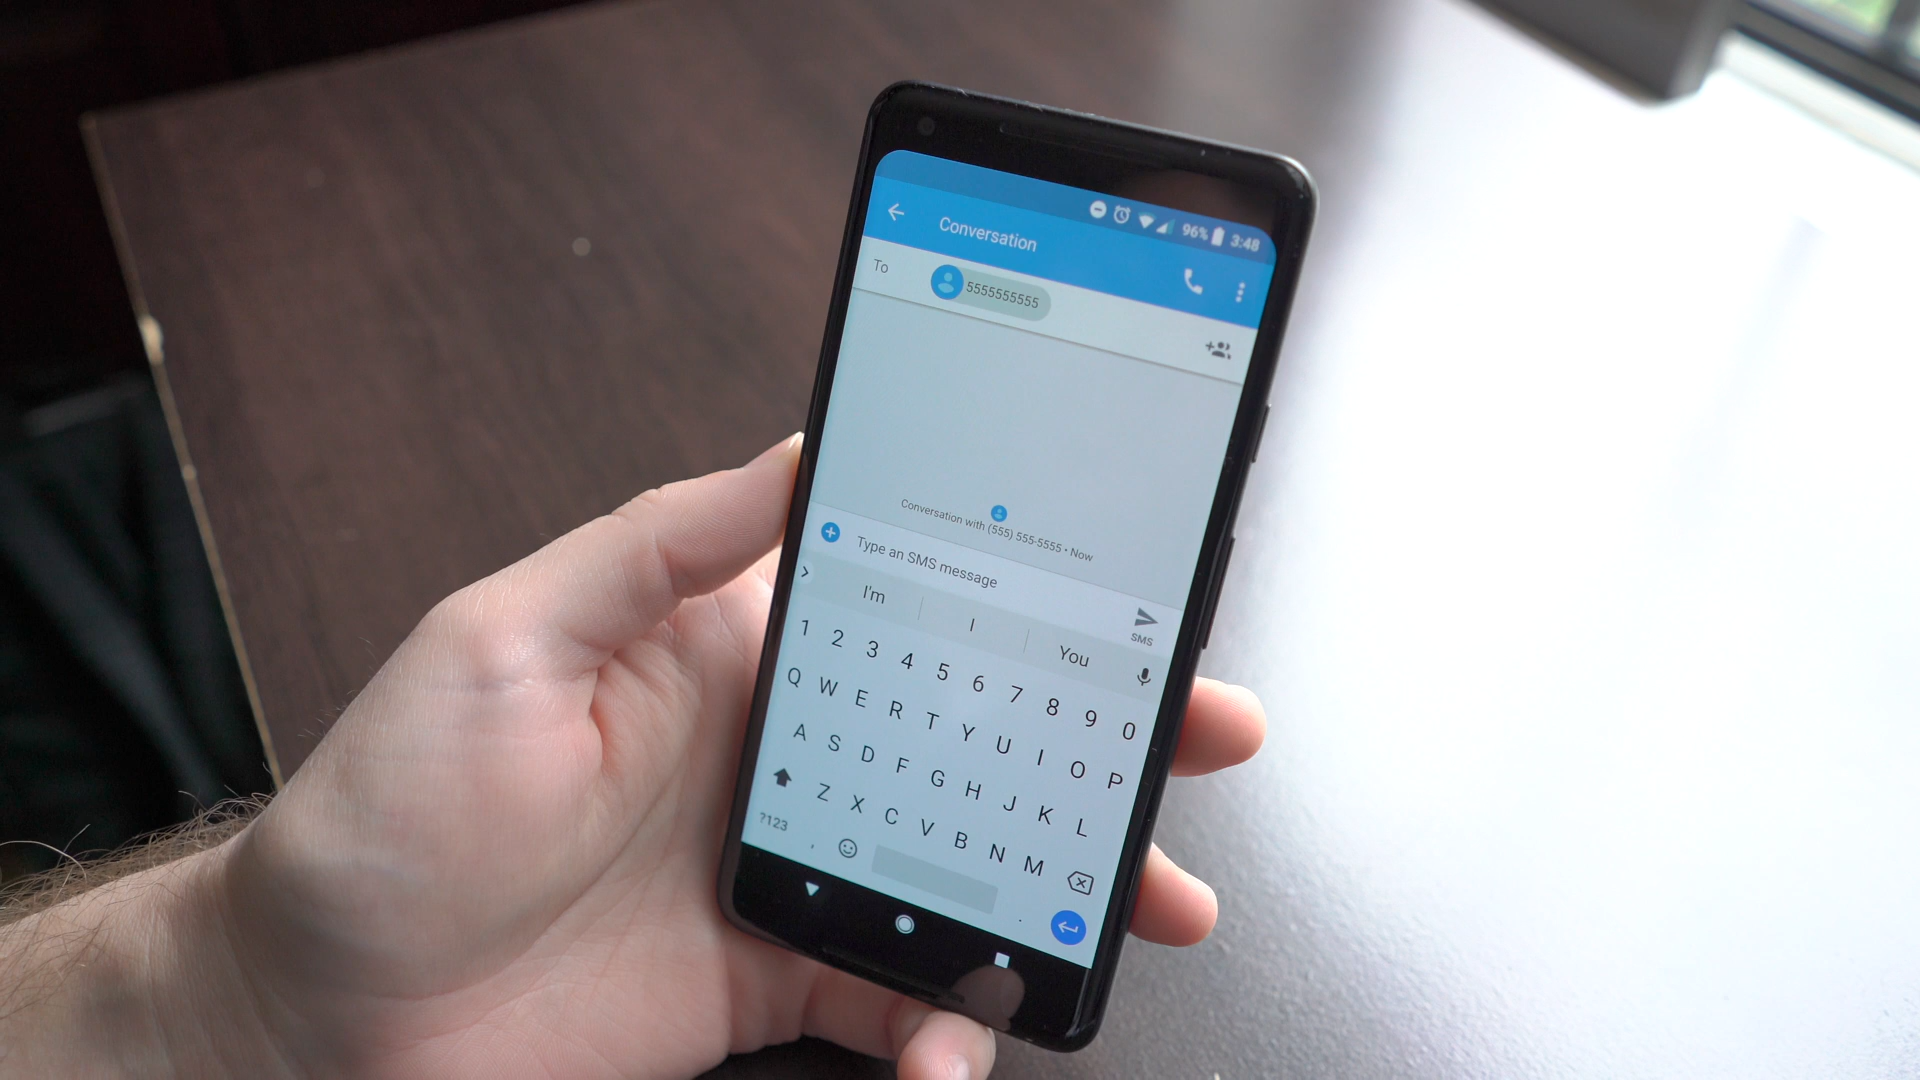 96% 3:48
Conversation
To 5555555555
Conversation with (555) 555-5555 • Now
Type an SMS message
SMS
I'm I You
1 2 3 4 5 6 7 8 9 0
Q W E R T Y U I O P
A S D F G H J K L
Z X C V B N M
?123 , .